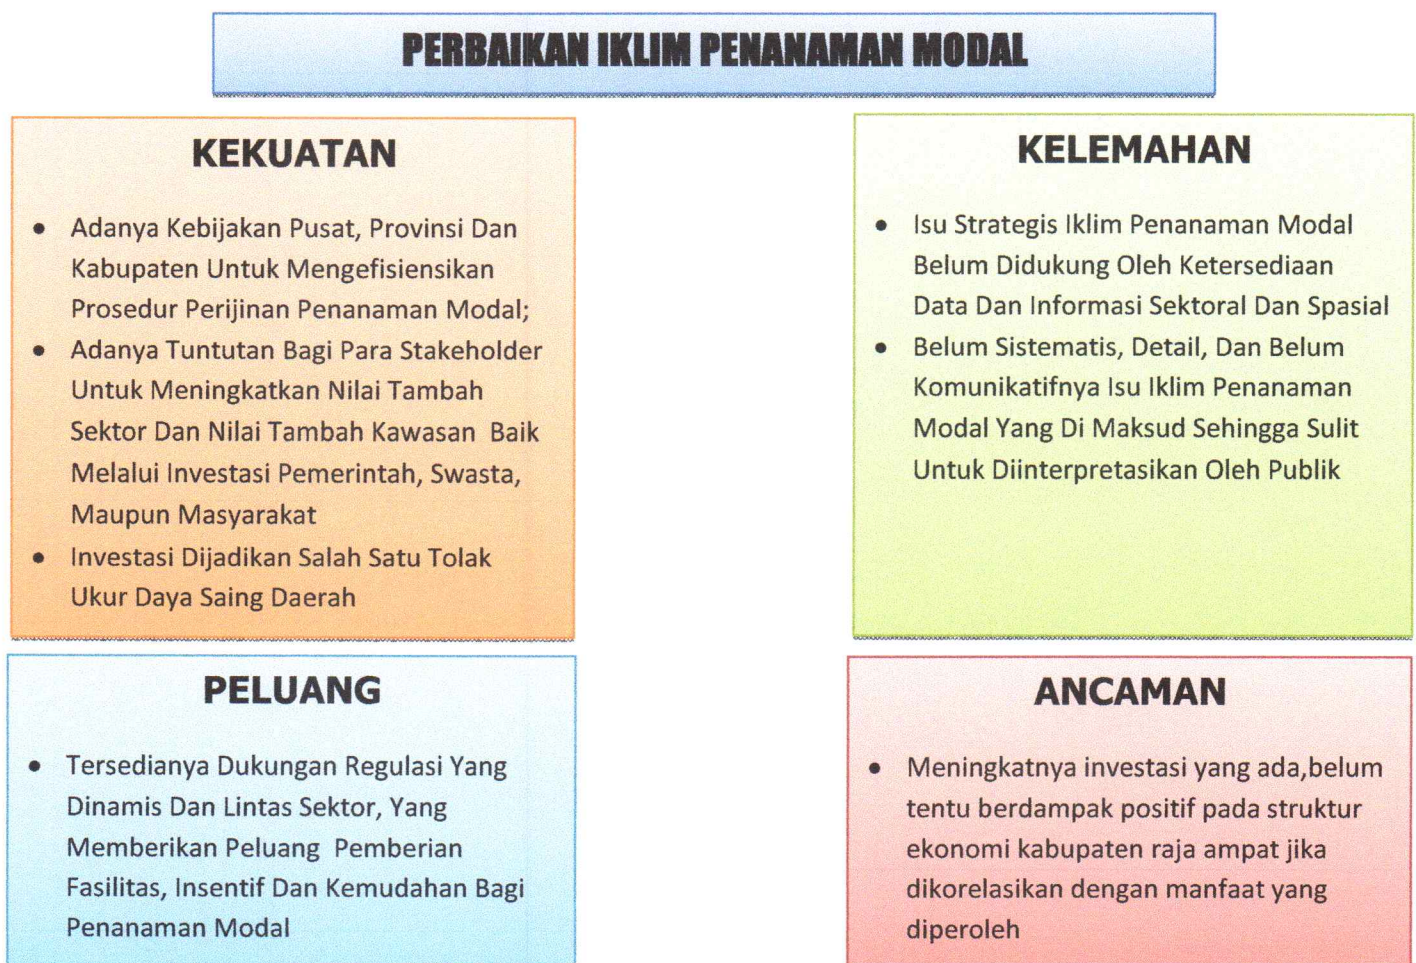 PERBAIKAN IKLIM PENANAMAN MODAL
KEKUATAN
• Adanya Kebijakan Pusat, Provinsi Dan
Kabupaten Untuk Mengefisiensikan
Prosedur Perijinan Penanaman Modal;
• Adanya Tuntutan Bagi Para Stakeholder
Untuk Meningkatkan Nilai Tambah
Sektor Dan Nilai Tambah Kawasan Baik
Melalui Investasi Pemerintah, Swasta,
Maupun Masyarakat
• Investasi Dijadikan Salah Satu Tolak
Ukur Daya Saing Daerah
KELEMAHAN
• Isu Strategis Iklim Penanaman Modal
Belum Didukung Oleh Ketersediaan
Data Dan Informasi Sektoral Dan Spasial
• Belum Sistematis, Detail, Dan Belum
Komunikatifnya Isu Iklim Penanaman
Modal Yang Di Maksud Sehingga Sulit
Untuk Diinterpretasikan Oleh Publik
PELUANG
• Tersedianya Dukungan Regulasi Yang
Dinamis Dan Lintas Sektor, Yang
Memberikan Peluang Pemberian
Fasilitas, Insentif Dan Kemudahan Bagi
Penanaman Modal
ANCAMAN
• Meningkatnya investasi yang ada,belum
tentu berdampak positif pada struktur
ekonomi kabupaten raja ampat jika
dikorelasikan dengan manfaat yang
diperoleh